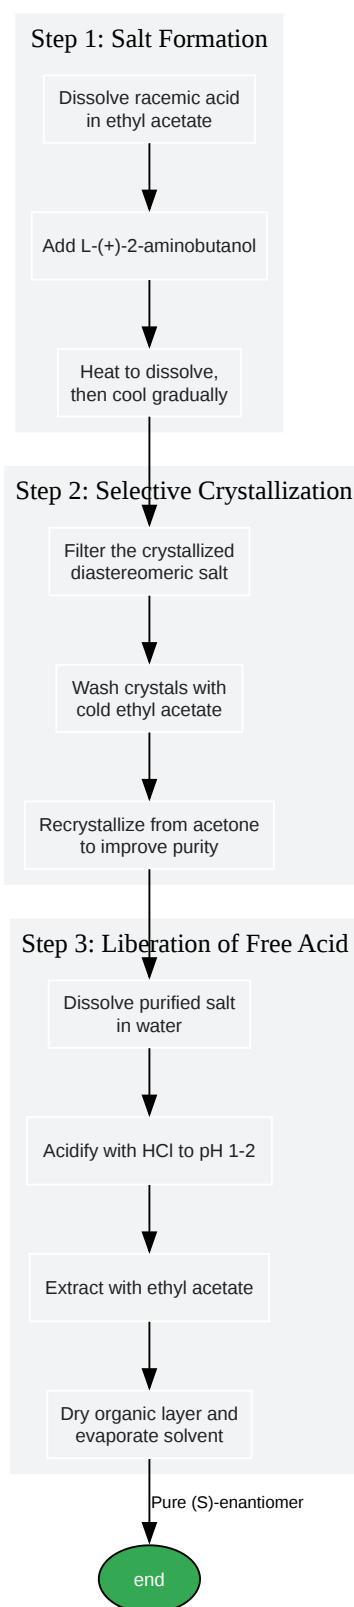 Step 1: Salt Formation
Dissolve racemic acid
in ethyl acetate
Add L-(+)-2-aminobutanol
Heat to dissolve,
then cool gradually
Step 2: Selective Crystallization
Filter the crystallized
diastereomeric salt
Wash crystals with
cold ethyl acetate
Recrystallize from acetone
to improve purity
Step 3: Liberation of Free Acid
Dissolve purified salt
in water
Acidify with HCl to pH 1-2
Extract with ethyl acetate
Dry organic layer and
evaporate solvent
Pure (S)-enantiomer
end